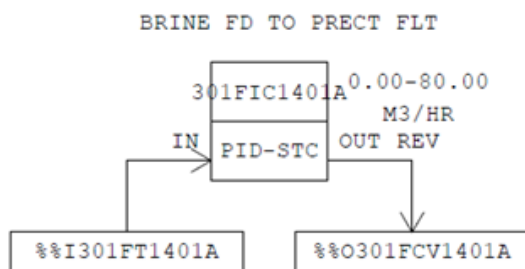 BRINE FD TO PRECT FLT
301FIC1401A 0.00-80.00
M3/HR
IN PID-STC OUT REV
%%I301FT1401A %%O301FCV1401A